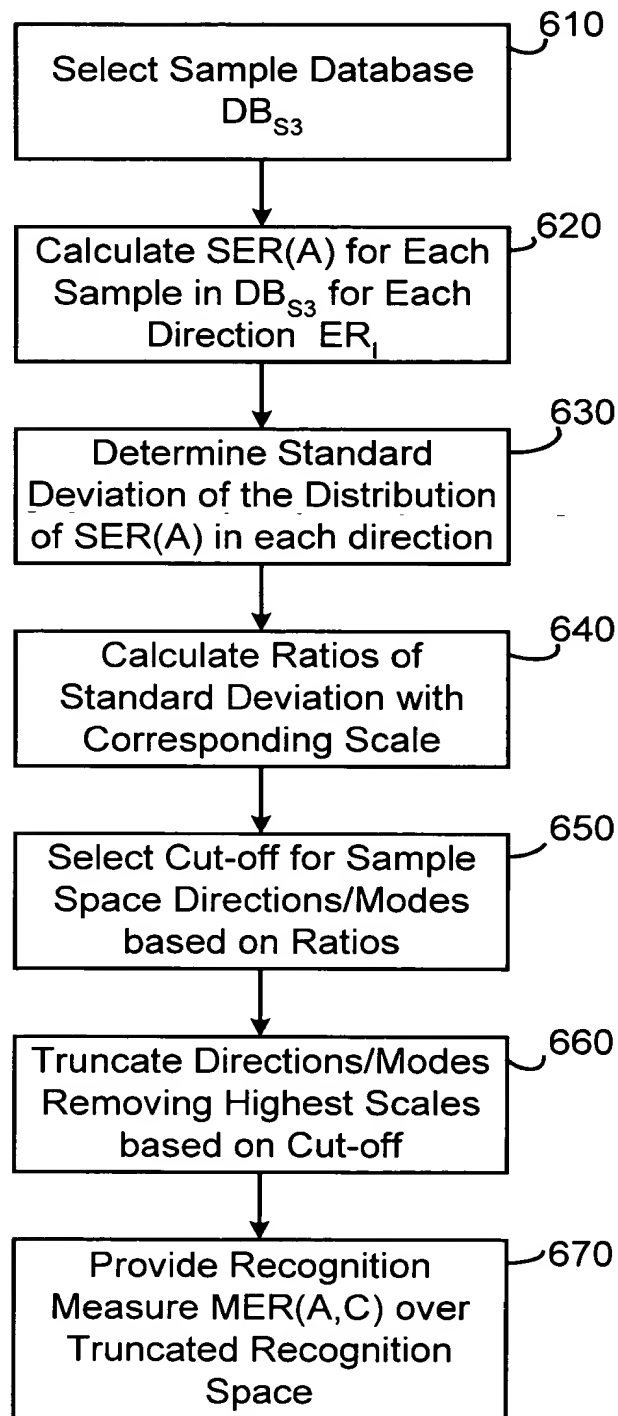 610
Select Sample Database
DB_S3
620
Calculate SER(A) for Each
Sample in DB_S3 for Each
Direction ER_I
630
Determine Standard
Deviation of the Distribution
of SER(A) in each direction
640
Calculate Ratios of
Standard Deviation with
Corresponding Scale
650
Select Cut-off for Sample
Space Directions/Modes
based on Ratios
660
Truncate Directions/Modes
Removing Highest Scales
based on Cut-off
670
Provide Recognition
Measure MER(A,C) over
Truncated Recognition
Space